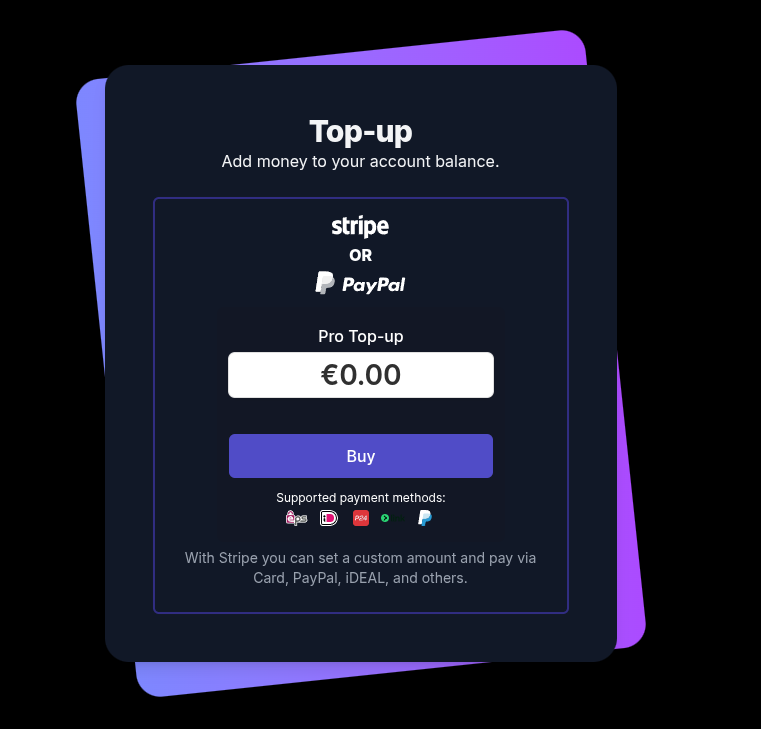 Top-up
Add money to your account balance.
stripe
OR
PayPal
Pro Top-up
€0.00
Buy
Supported payment methods:
eps iD P24
With Stripe you can set a custom amount and pay via
Card, PayPal, iDEAL, and others.